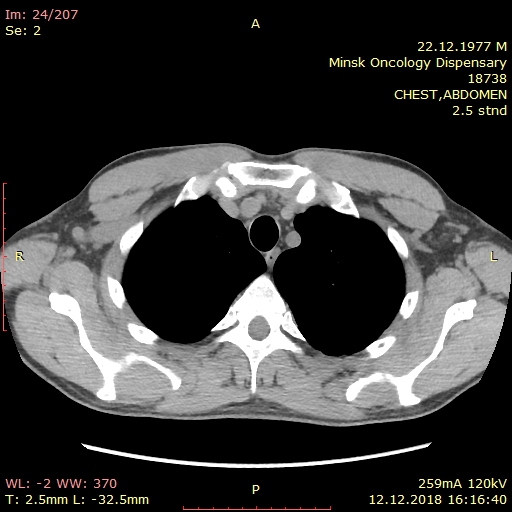 Im: 24/207
Se: 2
A
22.12.1977 M
Minsk Oncology Dispensary
18738
CHEST,ABDOMEN
2.5 stnd
R
L
WL: -2 WW: 370
T: 2.5mm L: -32.5mm
P
259mA 120kV
12.12.2018 16:16:40